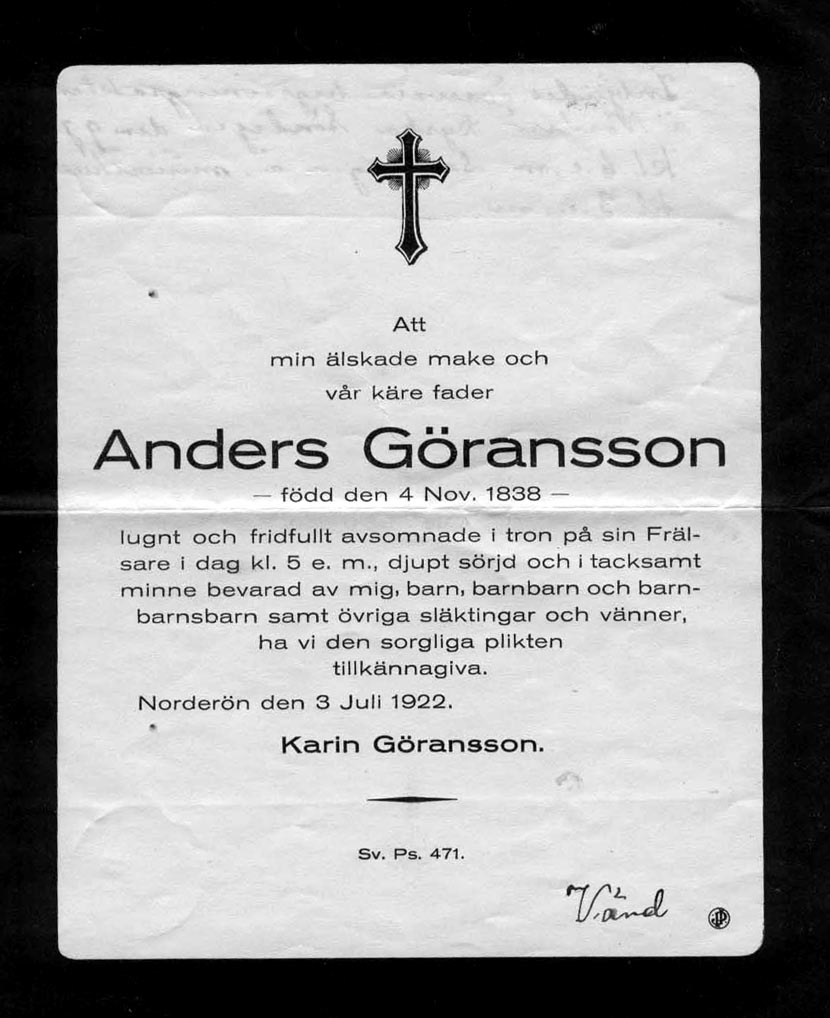 Att
min älskade make och
vår käre fader
Anders Göransson
— född den 4 Nov. 1838 —
lugnt och fridfullt avsomnade i tron på sin Fräl-
sare i dag kl. 5 e. m., djupt sörjd och i tacksamt
minne bevarad av mig, barn, barnbarn och barn-
barnsbarn samt övriga släktingar och vänner,
ha vi den sorgliga plikten
tillkännagiva.
Norderön den 3 Juli 1922.
Karin Göransson.
Sv. Ps. 471.
Vänd